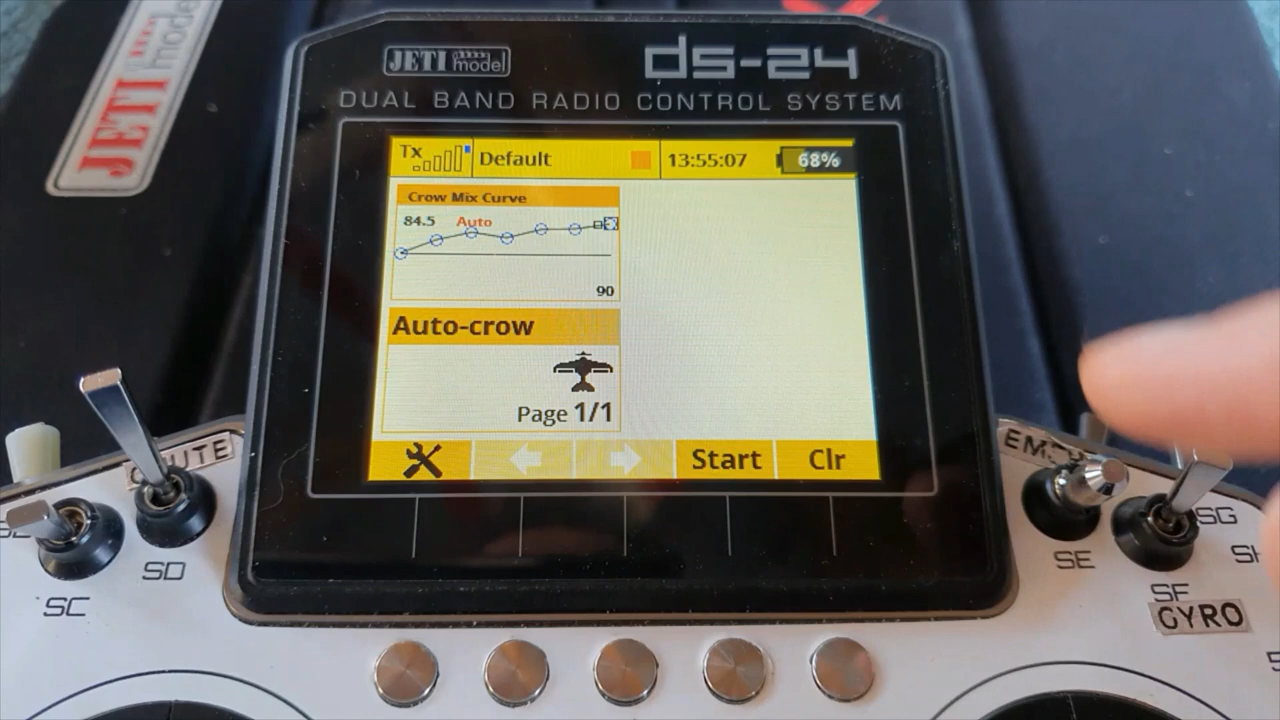 JETI model
JETI model
ds-24
DUAL BAND RADIO CONTROL SYSTEM
Tx Default 13:55:07 68%
Crow Mix Curve
84.5 Auto
90
Auto-crow
Page 1/1
Start Clr
SC
SD
SE
SF
SG
GYRO